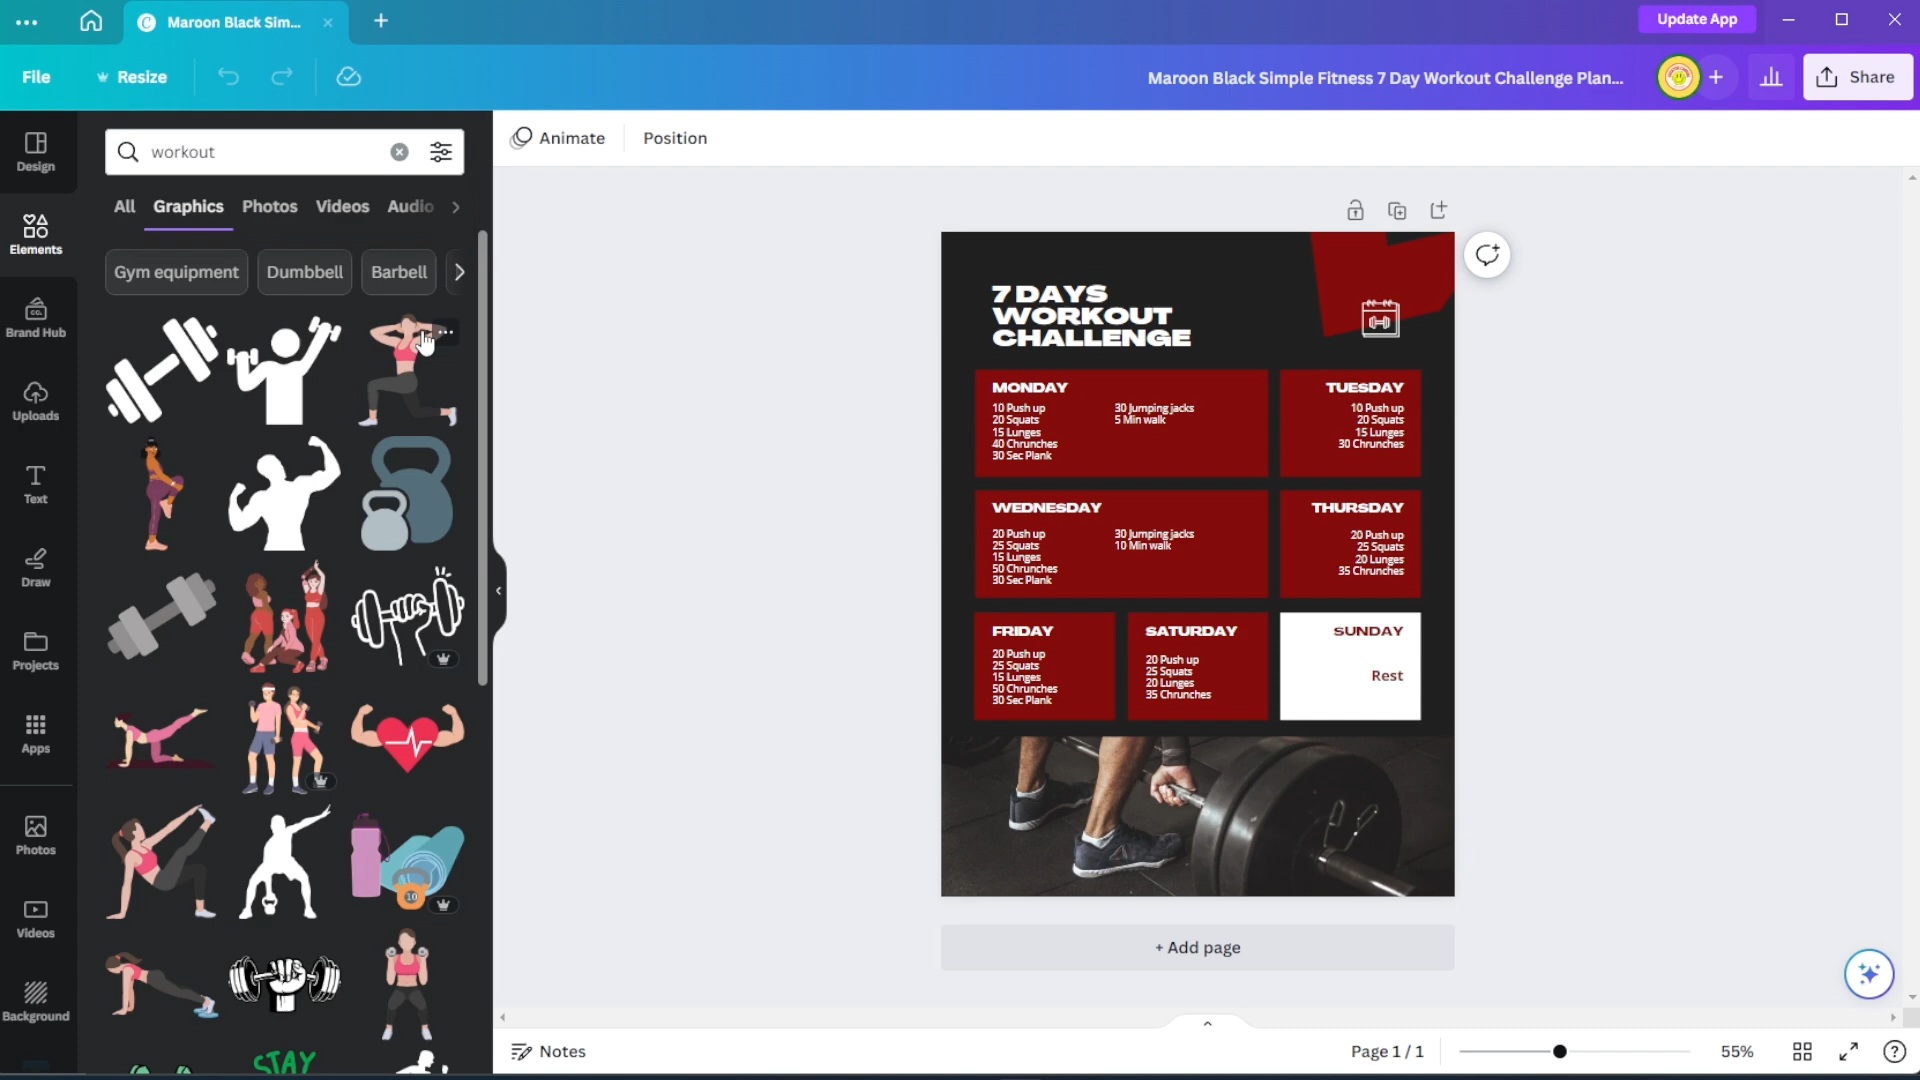 Maroon Black Sim...
Update App
File
Resize
Maroon Black Simple Fitness 7 Day Workout Challenge Plan...
Share
Design
Elements
Brand Hub
Uploads
Text
Draw
Projects
Apps
Photos
Videos
Background
workout
All
Graphics
Photos
Videos
Audio
Gym equipment
Dumbbell
Barbell
10
STAY
Animate
Position
7 DAYS
WORKOUT
CHALLENGE
MONDAY
10 Push up
20 Squats
15 Lunges
40 Chrunches
30 Sec Plank
30 Jumping jacks
5 Min walk
TUESDAY
10 Push up
20 Squats
15 Lunges
30 Chrunches
WEDNESDAY
20 Push up
25 Squats
15 Lunges
50 Chrunches
30 Sec Plank
30 Jumping jacks
10 Min walk
THURSDAY
20 Push up
25 Squats
20 Lunges
35 Chrunches
FRIDAY
20 Push up
25 Squats
15 Lunges
50 Chrunches
30 Sec Plank
SATURDAY
20 Push up
25 Squats
20 Lunges
35 Chrunches
SUNDAY
Rest
+ Add page
Notes
Page 1 / 1
55%